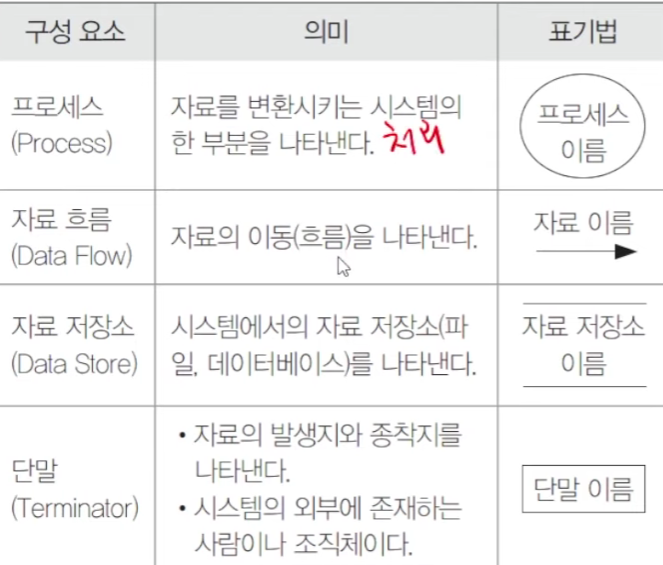 구성 요소
의미
표기법
프로세스
(Process)
자료를 변환시키는 시스템의
한 부분을 나타낸다. 처리
프로세스
이름
자료 흐름
(Data Flow)
자료의 이동(흐름)을 나타낸다.
자료 이름
자료 저장소
(Data Store)
시스템에서의 자료 저장소(파
일, 데이터베이스)를 나타낸다.
자료 저장소
이름
단말
(Terminator)
• 자료의 발생지와 종착지를
나타낸다.
• 시스템의 외부에 존재하는
사람이나 조직체이다.
단말 이름